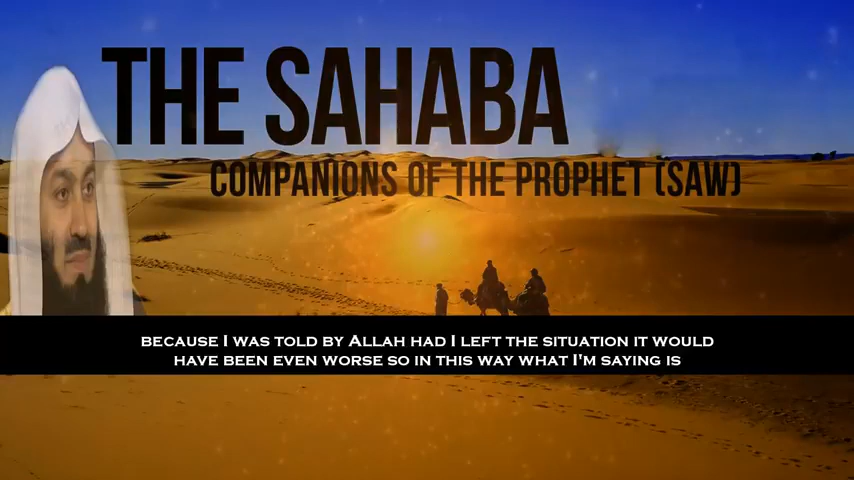 THE SAHABA
COMPANIONS OF THE PROPHET (SAW)
BECAUSE I WAS TOLD BY ALLAH HAD I LEFT THE SITUATION IT WOULD
HAVE BEEN EVEN WORSE SO IN THIS WAY WHAT I'M SAYING IS